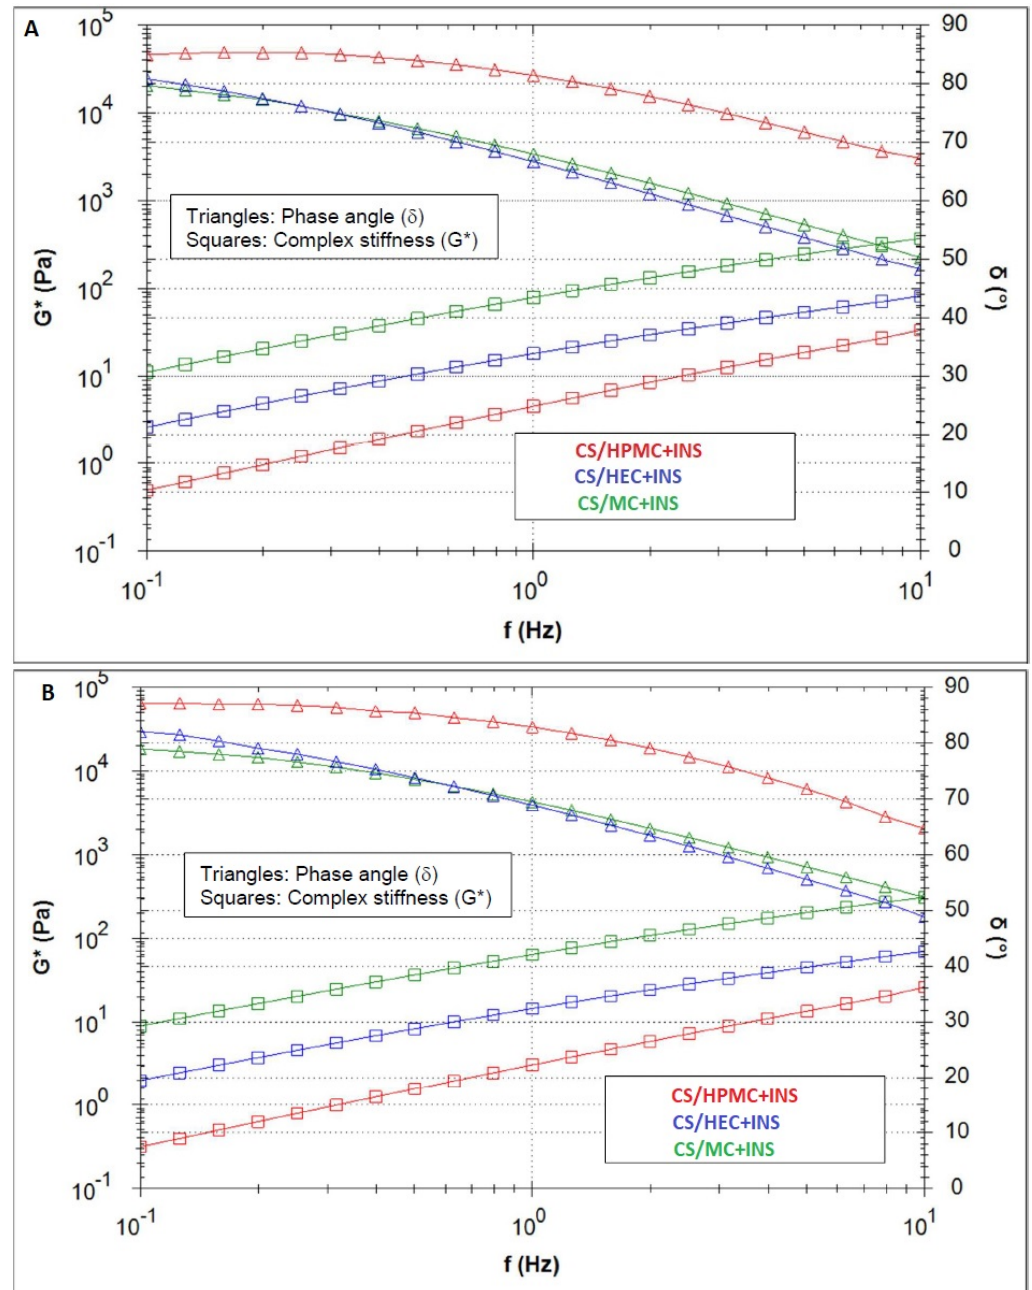 A
10^5
10^4
10^3
10^2
10^1
10^0
10^-1
G* (Pa)
90
80
70
60
50
40
30
20
10
0
δ (°)
Triangles: Phase angle (δ)
Squares: Complex stiffness (G*)
CS/HPMC+INS
CS/HEC+INS
CS/MC+INS
10^-1
10^0
10^1
f (Hz)
B
10^5
10^4
10^3
10^2
10^1
10^0
10^-1
G* (Pa)
90
80
70
60
50
40
30
20
10
0
δ (°)
Triangles: Phase angle (δ)
Squares: Complex stiffness (G*)
CS/HPMC+INS
CS/HEC+INS
CS/MC+INS
10^-1
10^0
10^1
f (Hz)